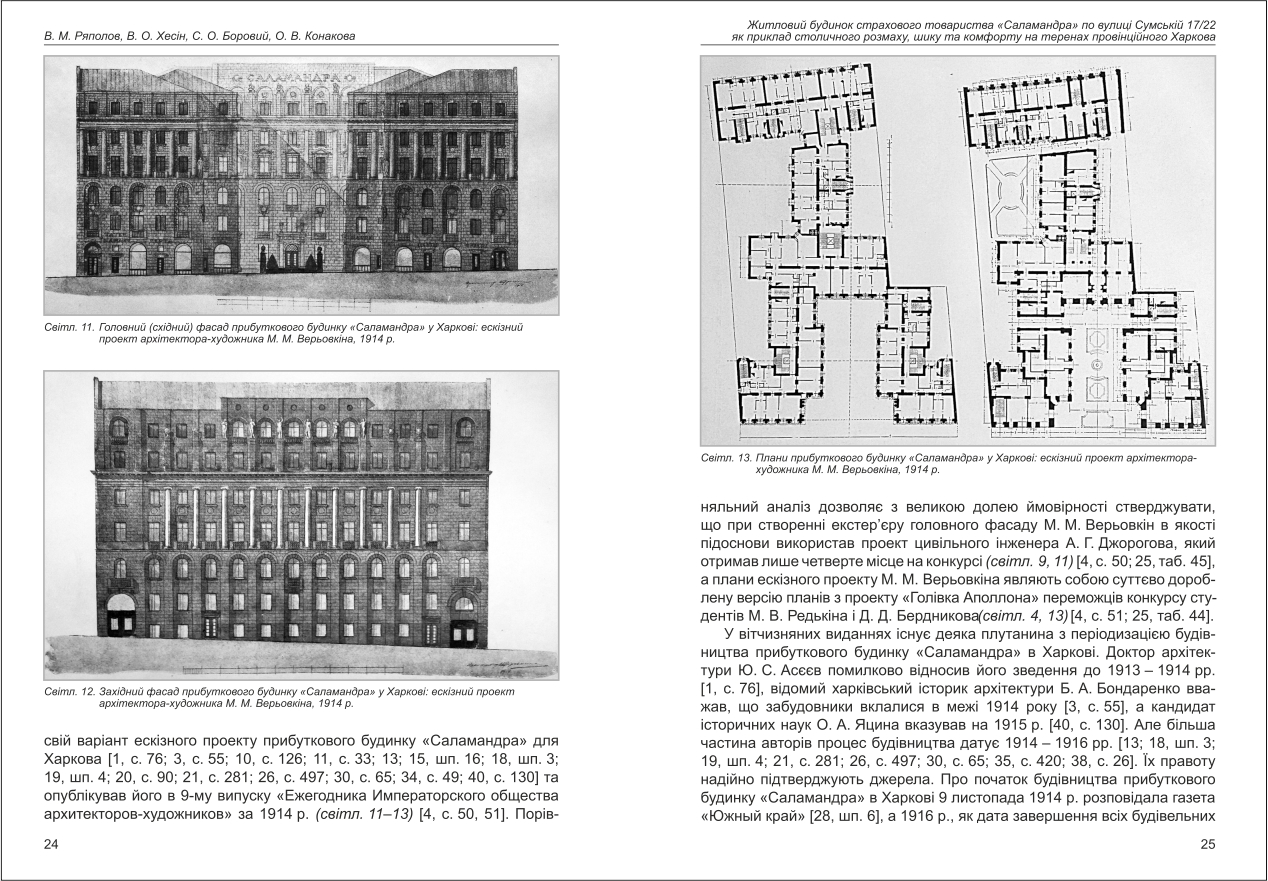 В. М. Ряполов, В. О. Хесін, С. О. Боровий, О. В. Конакова
САЛАМАНДРА
Світл. 11. Головний (східний) фасад прибуткового будинку «Саламандра» у Харкові: ескізний
проект архітектора-художника М. М. Верьовкіна, 1914 р.
Світл. 12. Західний фасад прибуткового будинку «Саламандра» у Харкові: ескізний проект
архітектора-художника М. М. Верьовкіна, 1914 р.
свій варіант ескізного проекту прибуткового будинку «Саламандра» для
Харкова [1, с. 76; 3, с. 55; 10, с. 126; 11, с. 33; 13; 15, шп. 16; 18, шп. 3;
19, шп. 4; 20, с. 90; 21, с. 281; 26, с. 497; 30, с. 65; 34, с. 49; 40, с. 130] та
опублікував його в 9-му випуску «Ежегодника Императорского общества
архитекторов-художников» за 1914 р. (світл. 11–13) [4, с. 50, 51]. Порів-
24
Житловий будинок страхового товариства «Саламандра» по вулиці Сумській 17/22
як приклад столичного розмаху, шику та комфорту на теренах провінційного Харкова
Світл. 13. Плани прибуткового будинку «Саламандра» у Харкові: ескізний проект архітектора-
художника М. М. Верьовкіна, 1914 р.
няльний аналіз дозволяє з великою долею ймовірності стверджувати,
що при створенні екстер’єру головного фасаду М. М. Верьовкін в якості
підоснови використав проект цивільного інженера А. Г. Джорогова, який
отримав лише четверте місце на конкурсі (світл. 9, 11) [4, с. 50; 25, таб. 45],
а плани ескізного проекту М. М. Верьовкіна являють собою суттєво дороб-
лену версію планів з проекту «Голівка Аполлона» переможців конкурсу сту-
дентів М. В. Редькіна і Д. Д. Бердникова(світл. 4, 13) [4, с. 51; 25, таб. 44].
У вітчизняних виданнях існує деяка плутанина з періодизацією будів-
ництва прибуткового будинку «Саламандра» в Харкові. Доктор архітек-
тури Ю. С. Асєєв помилково відносив його зведення до 1913 – 1914 рр.
[1, с. 76], відомий харківський історик архітектури Б. А. Бондаренко вва-
жав, що забудовники вклалися в межі 1914 року [3, с. 55], а кандидат
історичних наук О. А. Яцина вказував на 1915 р. [40, с. 130]. Але більша
частина авторів процес будівництва датує 1914 – 1916 рр. [13; 18, шп. 3;
19, шп. 4; 21, с. 281; 26, с. 497; 30, с. 65; 35, с. 420; 38, с. 26]. Їх правоту
надійно підтверджують джерела. Про початок будівництва прибуткового
будинку «Саламандра» в Харкові 9 листопада 1914 р. розповідала газета
«Южный край» [28, шп. 6], а 1916 р., як дата завершення всіх будівельних
25